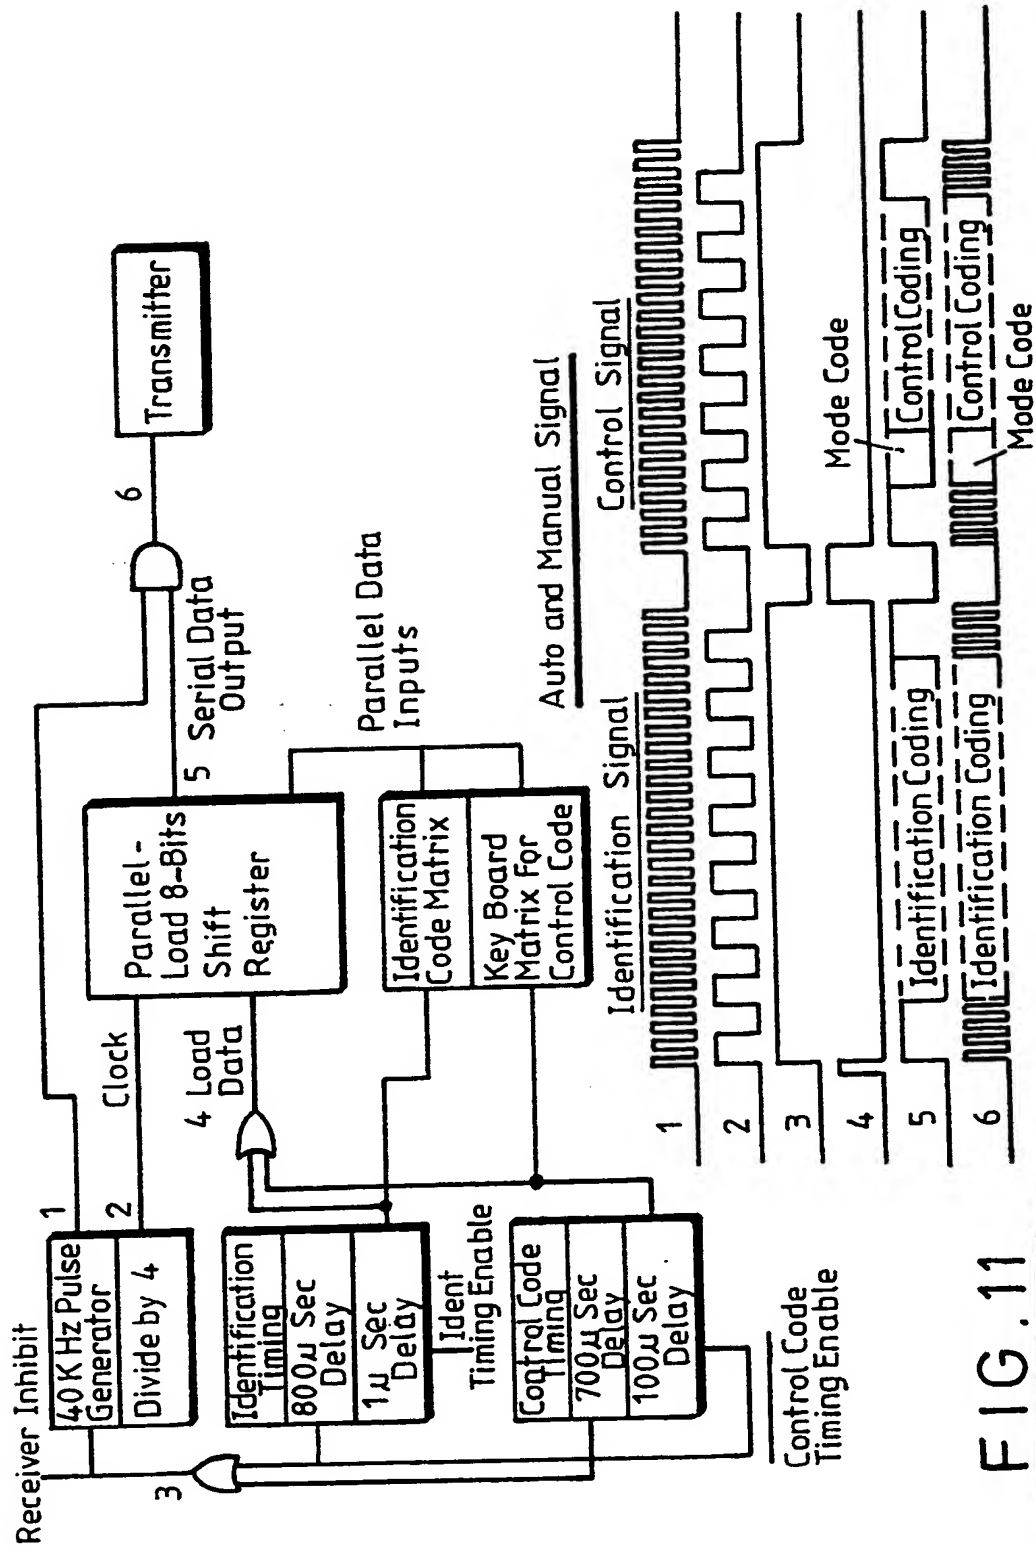 Receiver Inhibit
40K Hz Pulse
Generator
Divide by 4
1
2
3
Clock
4 Load
Data
Parallel-
Load 8-Bits
Shift
Register
5 Serial Data
Output
6
Transmitter
Identification
Timing
800μ Sec
Delay
1μ Sec
Delay
Ident
Timing Enable
Control Code
Timing
700μ Sec
Delay
100μ Sec
Delay
Control Code
Timing Enable
Identification
Code Matrix
Key Board
Matrix For
Control Code
Parallel Data
Inputs
Auto and Manual Signal
Identification Signal
Control Signal
1
2
3
4
5
6
Mode Code
Identification Coding
Control Coding
Identification Coding
Control Coding
Mode Code
FIG. 11